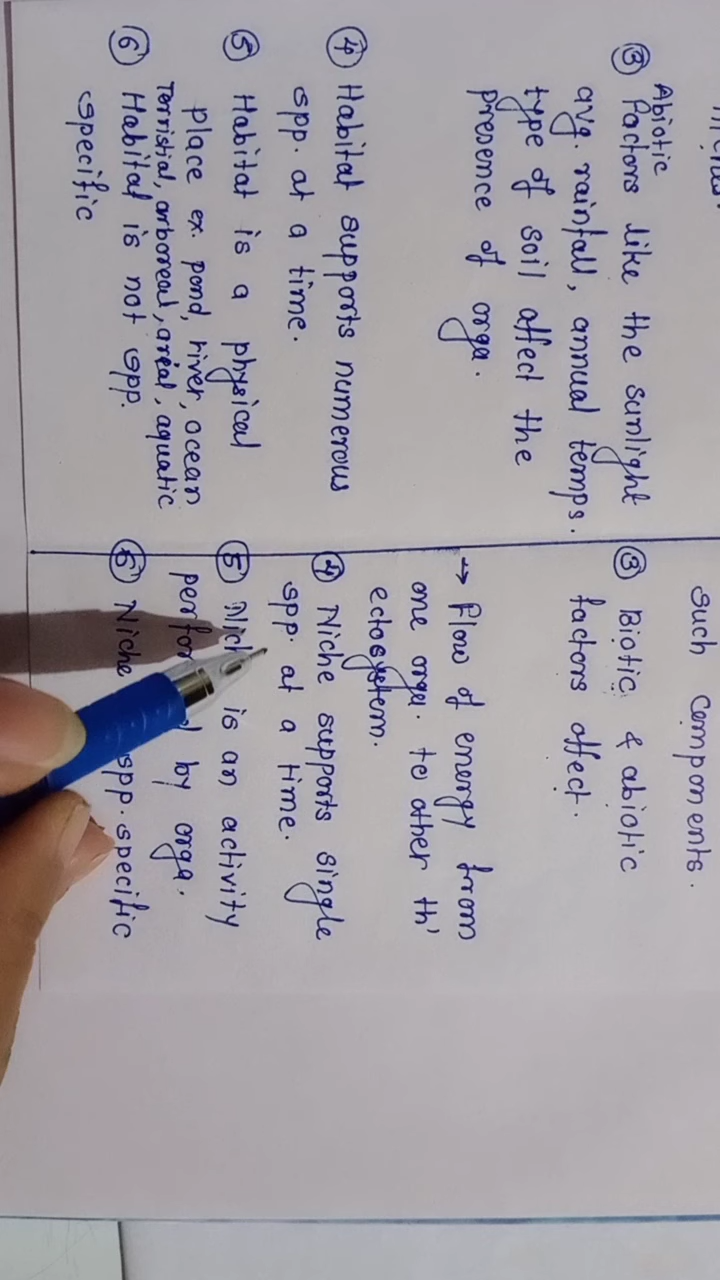 Abiotic
③ Factors like the sunlight
avg. rainfall, annual temps.
type of soil affect the
presence of orga.
④ Habitat supports numerous
spp. at a time.
⑤ Habitat is a physical
place ex. pond, river, ocean
Terristial, arboreal, areal, aquatic
⑥ Habitat is not spp.
specific
such components.
③ Biotic & abiotic
factors affect.
→ Flow of energy from
one orga. to other th'
ectosystem.
④ Niche supports single
spp. at a time.
⑤ is an activity
by orga.
⑥ Niche spp. specific